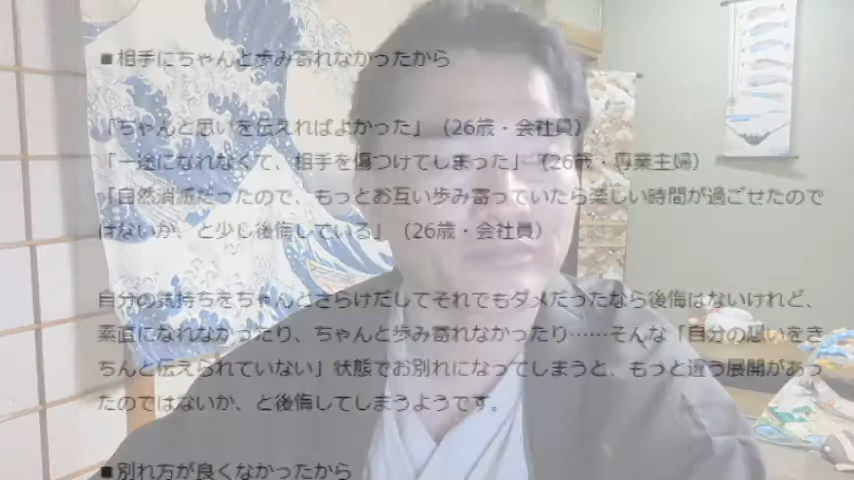 ■相手にちゃんと歩み寄れなかったから
「ちゃんと思いを伝えればよかった」（26歳・会社員）
「一途になれなくて、相手を傷つけてしまった」（26歳・専業主婦）
「自然消滅だったので、もっとお互い歩み寄っていたら楽しい時間が過ごせたので
はないか、と少し後悔している」（26歳・会社員）
自分の気持ちをちゃんとさらけだしてそれでもダメだったなら後悔はないけれど、
素直になれなかったり、ちゃんと歩み寄れなかったり……そんな「自分の思いをき
ちんと伝えられていない」状態でお別れになってしまうと、もっと違う展開があっ
たのではないか、と後悔してしまうようです。
■別れ方が良くなかったから